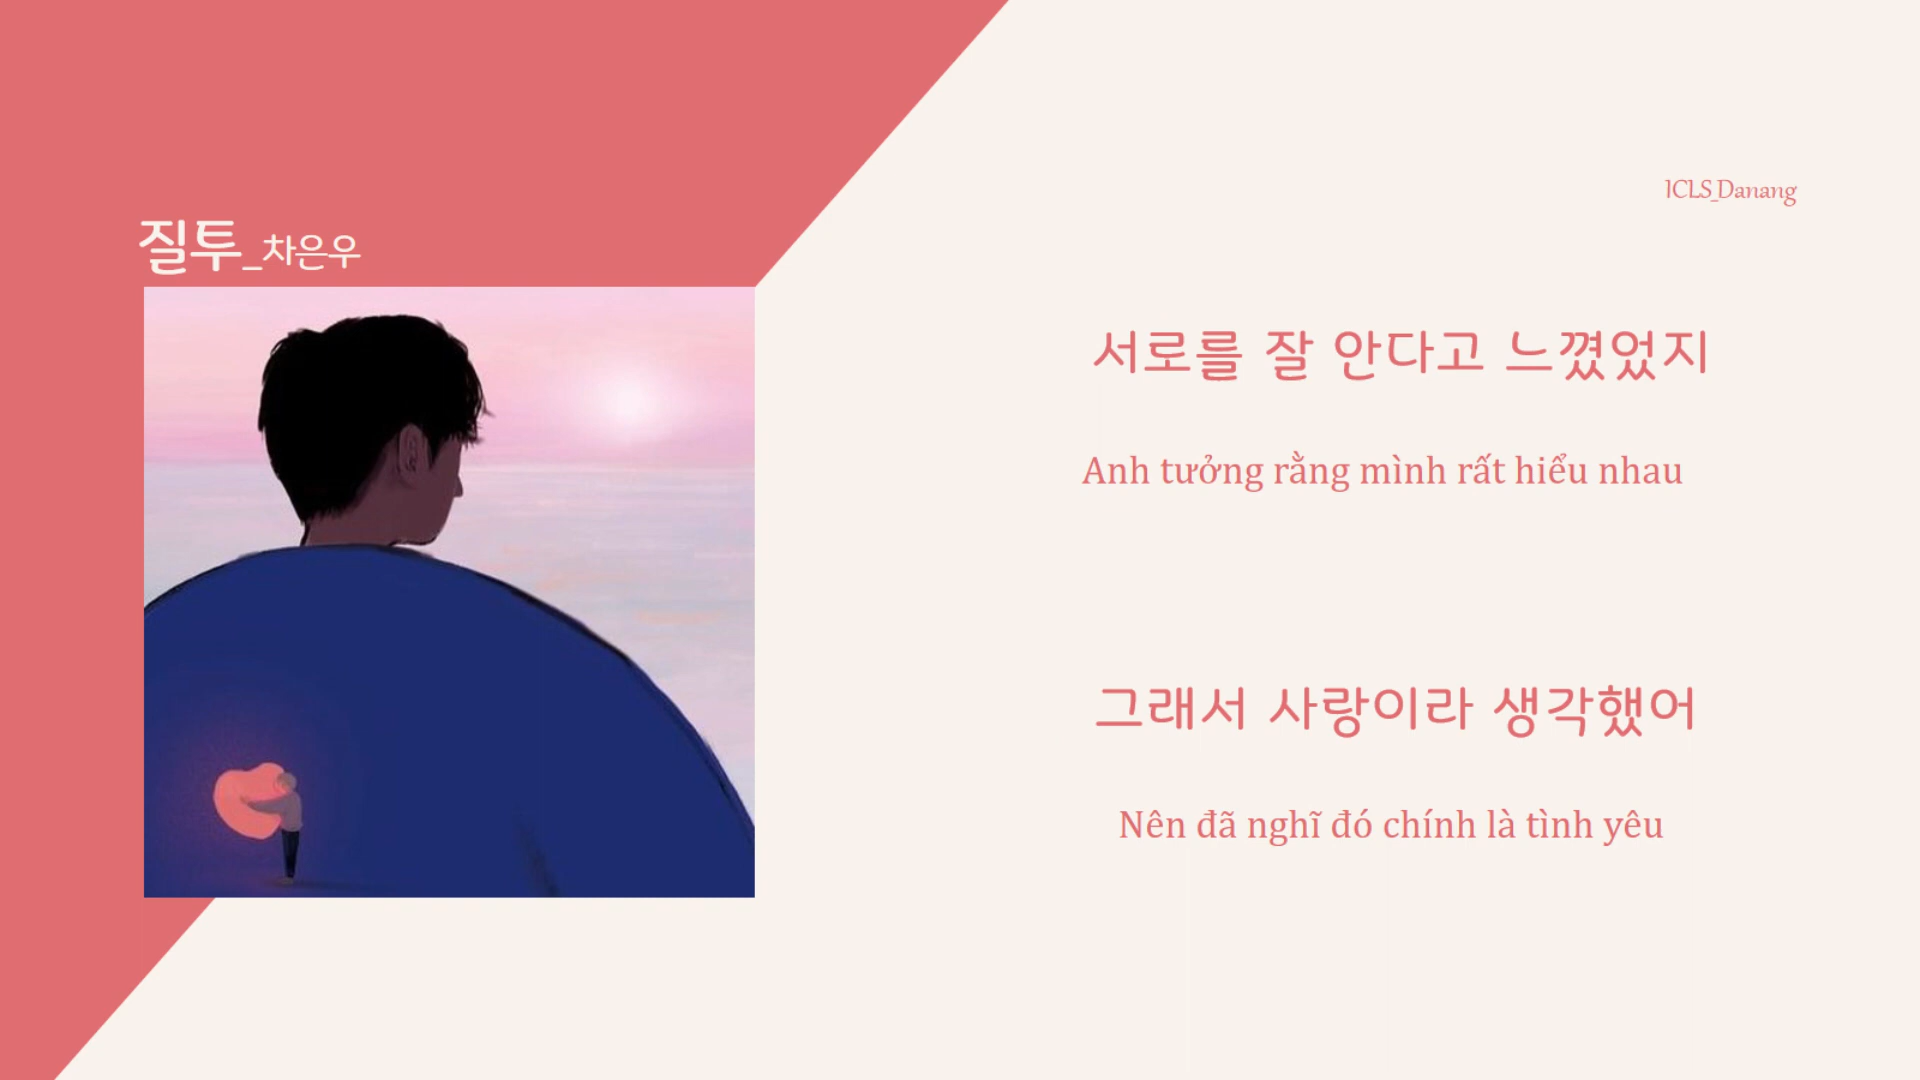 ICLS_Danang
질투_차은우
서로를 잘 안다고 느꼈었지
Anh tưởng rằng mình rất hiểu nhau
그래서 사랑이라 생각했어
Nên đã nghĩ đó chính là tình yêu